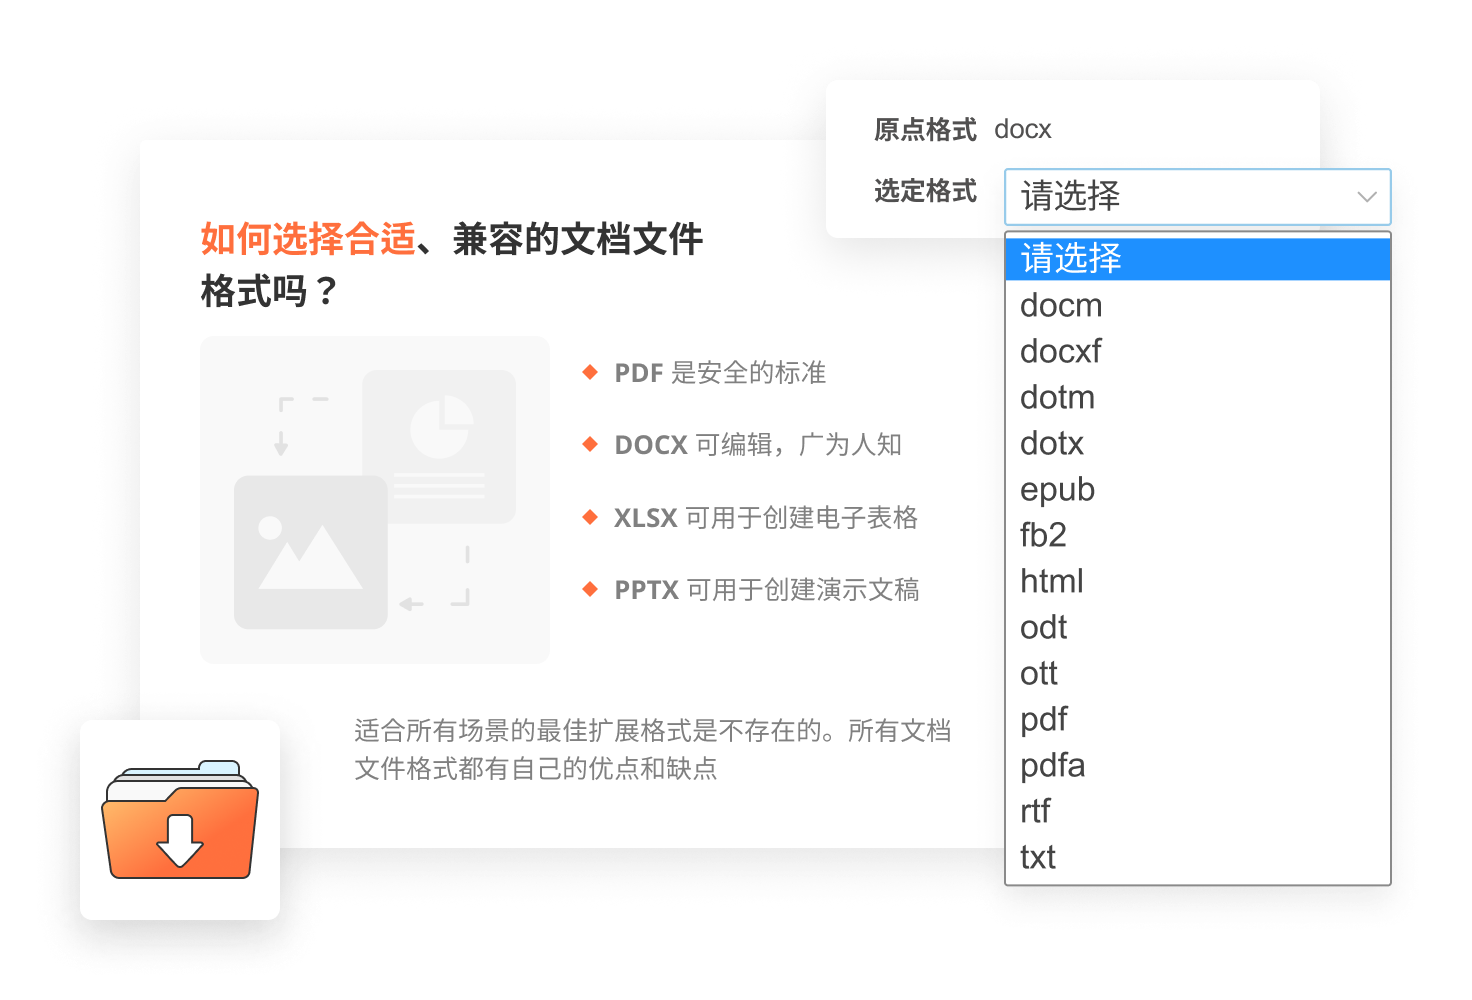 原点格式 docx
选定格式 请选择
请选择
docm
docxf
dotm
dotx
epub
fb2
html
odt
ott
pdf
pdfa
rtf
txt
如何选择合适、兼容的文档文件
格式吗？
PDF 是安全的标准
DOCX 可编辑，广为人知
XLSX 可用于创建电子表格
PPTX 可用于创建演示文稿
适合所有场景的最佳扩展格式是不存在的。所有文档
文件格式都有自己的优点和缺点